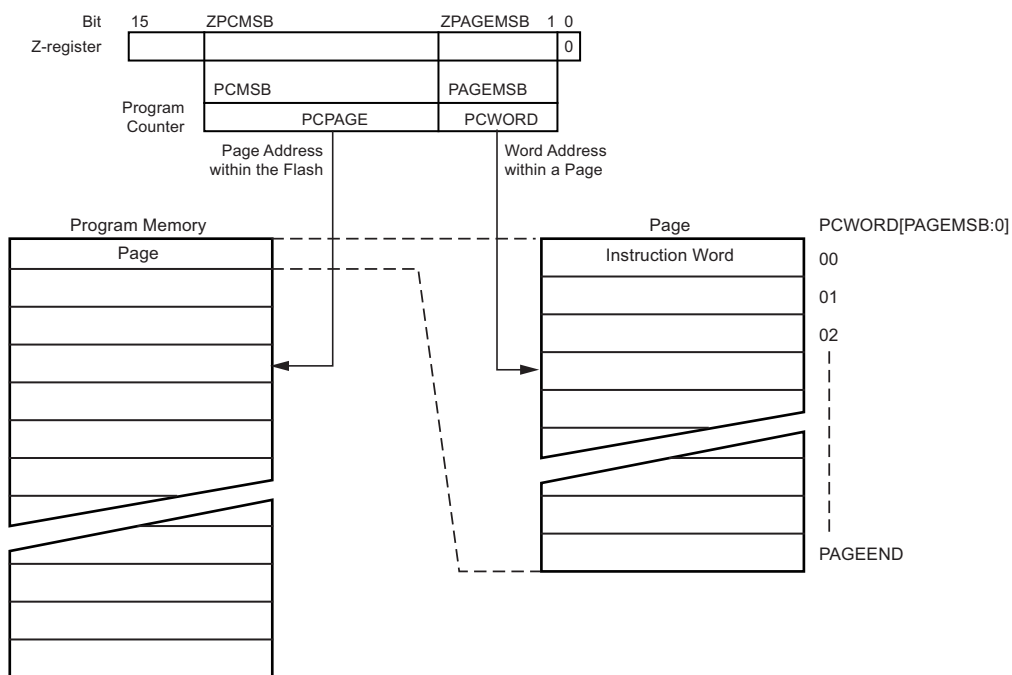 Bit 15 ZPCMSB ZPAGEMSB 1 0
Z-register 0
PCMSB PAGEMSB
Program
Counter
PCPAGE PCWORD
Page Address
within the Flash
Word Address
within a Page
Program Memory
Page
Page
Instruction Word
PCWORD[PAGEMSB:0]
00
01
02
PAGEEND